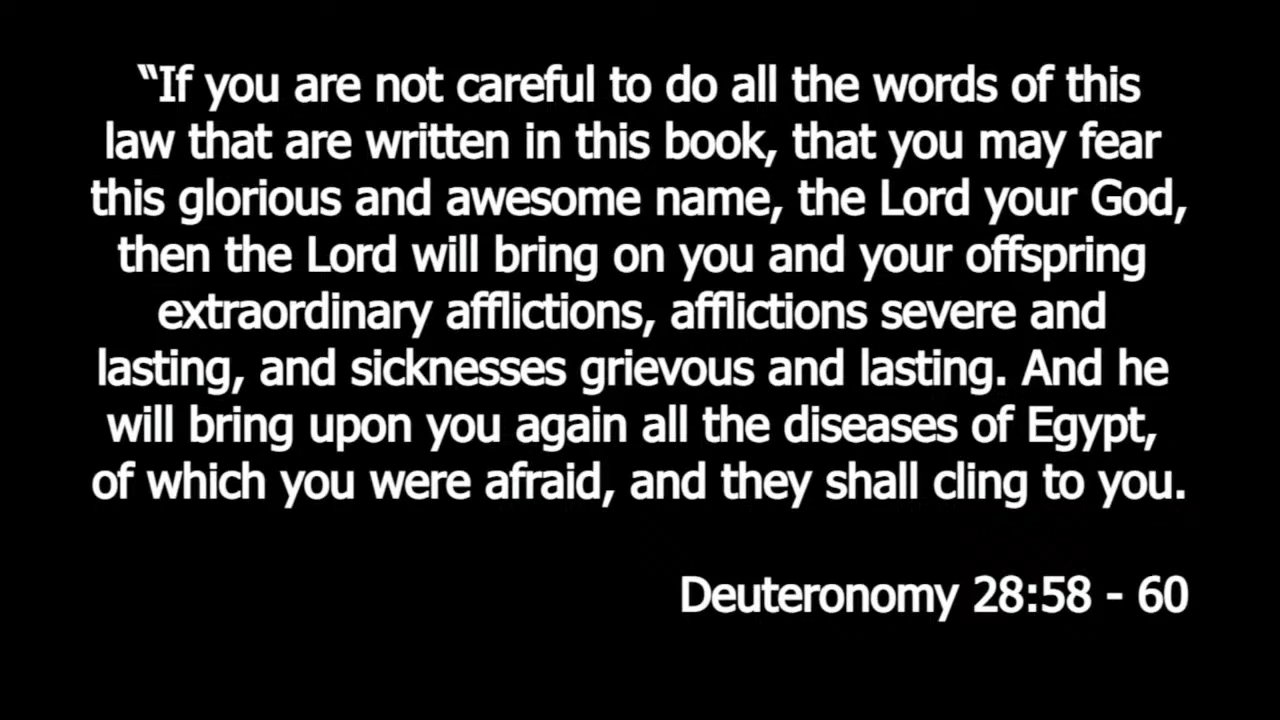 “If you are not careful to do all the words of this
law that are written in this book, that you may fear
this glorious and awesome name, the Lord your God,
then the Lord will bring on you and your offspring
extraordinary afflictions, afflictions severe and
lasting, and sicknesses grievous and lasting. And he
will bring upon you again all the diseases of Egypt,
of which you were afraid, and they shall cling to you.
Deuteronomy 28:58 - 60